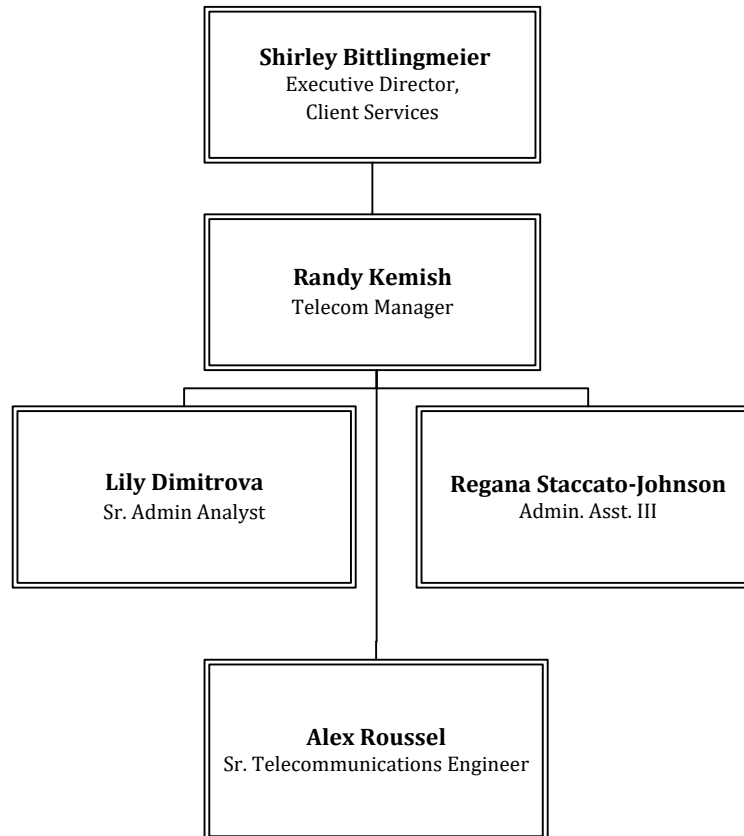 Shirley Bittlingmeier
Executive Director,
Client Services
Randy Kemish
Telecom Manager
Lily Dimitrova
Sr. Admin Analyst
Regana Staccato-Johnson
Admin. Asst. III
Alex Roussel
Sr. Telecommunications Engineer